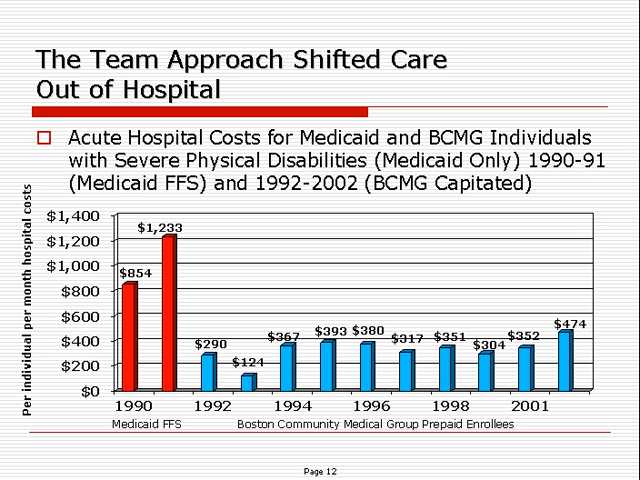 The Team Approach Shifted Care
Out of Hospital
Acute Hospital Costs for Medicaid and BCMG Individuals
with Severe Physical Disabilities (Medicaid Only) 1990-91
(Medicaid FFS) and 1992-2002 (BCMG Capitated)
Per individual per month hospital costs
$1,400
$1,200
$1,000
$800
$600
$400
$200
$0
$854
$1,233
$290
$124
$367
$393
$380
$317
$351
$304
$352
$474
1990 1992 1994 1996 1998 2001
Medicaid FFS Boston Community Medical Group Prepaid Enrollees
Page 12